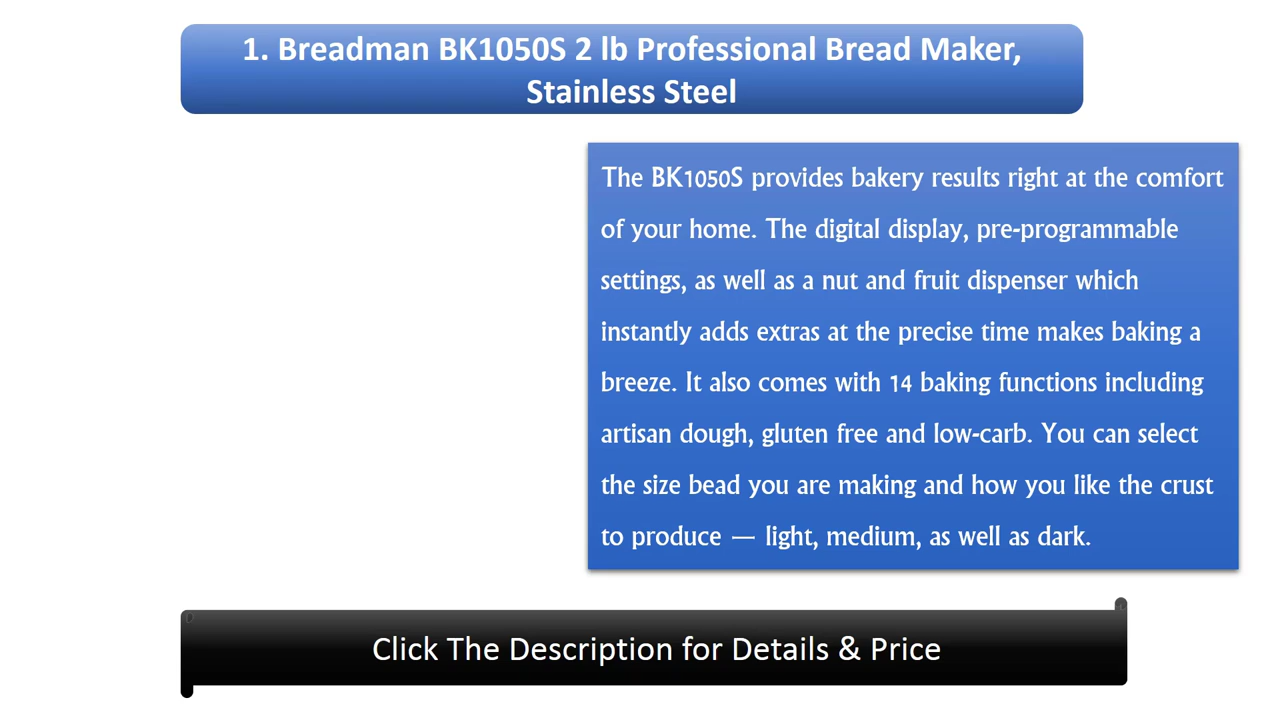 1. Breadman BK1050S 2 lb Professional Bread Maker,
Stainless Steel
The BK1050S provides bakery results right at the comfort
of your home. The digital display, pre-programmable
settings, as well as a nut and fruit dispenser which
instantly adds extras at the precise time makes baking a
breeze. It also comes with 14 baking functions including
artisan dough, gluten free and low-carb. You can select
the size bead you are making and how you like the crust
to produce — light, medium, as well as dark.
Click The Description for Details & Price